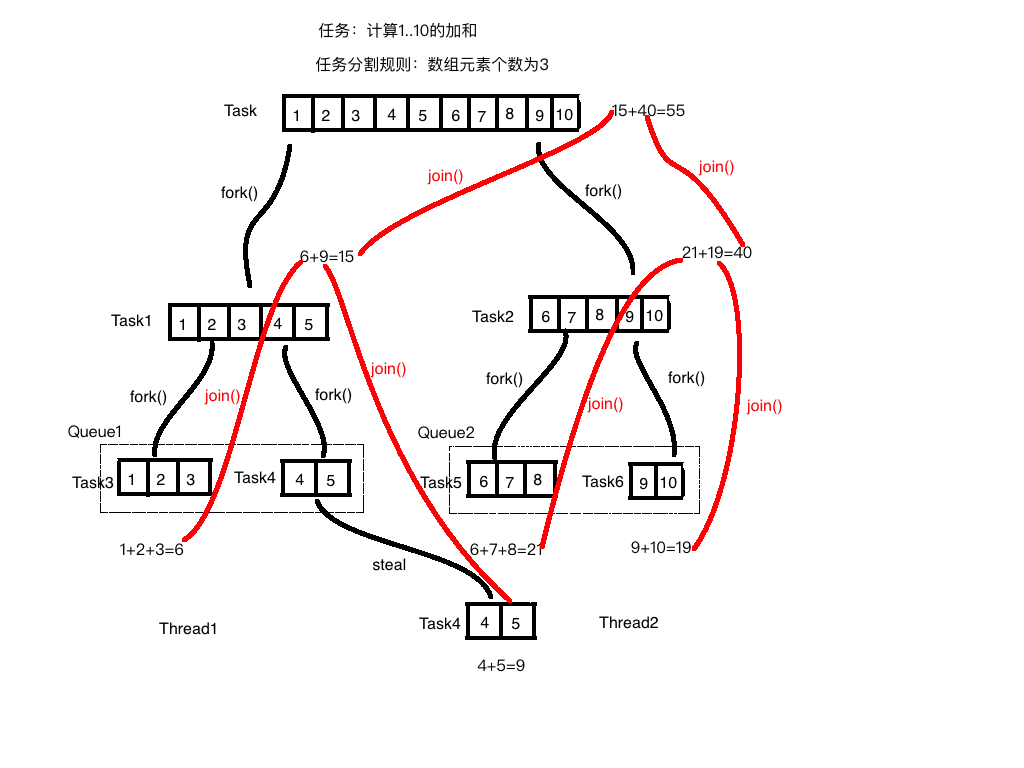 任务：计算1..10的加和
任务分割规则：数组元素个数为3
Task 1 2 3 4 5 6 7 8 9 10
15+40=55
join()
join()
fork()
fork()
6+9=15
21+19=40
Task1 1 2 3 4 5
Task2 6 7 8 9 10
join()
fork()
fork()
join()
fork()
fork()
join()
join()
Queue1
Queue2
Task3 1 2 3
Task4 4 5
Task5 6 7 8
Task6 9 10
1+2+3=6
6+7+8=21
9+10=19
steal
Task4 4 5
Thread1
Thread2
4+5=9